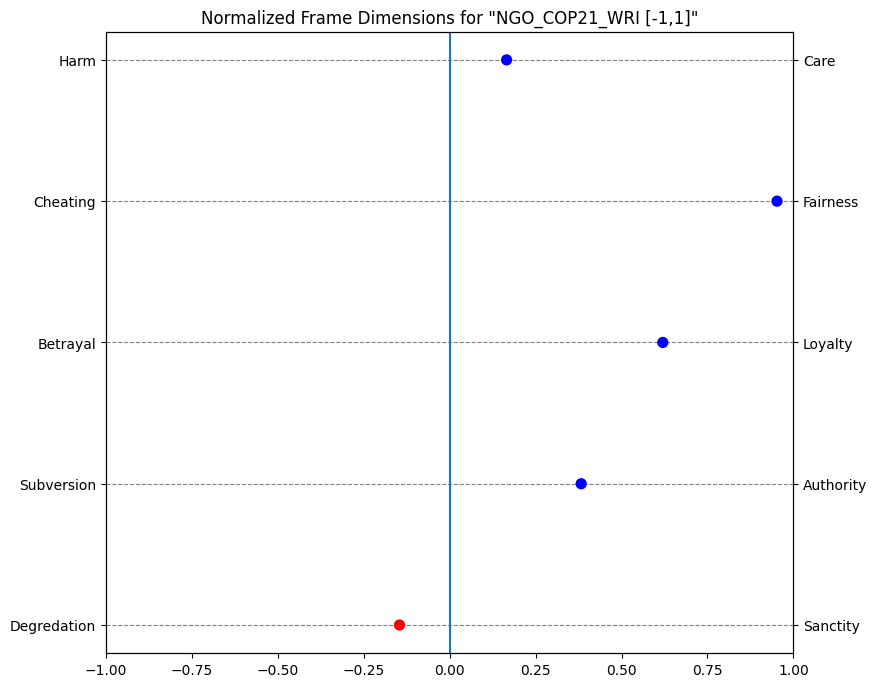 Normalized Frame Dimensions for "NGO_COP21_WRI [-1,1]"
Harm
Care
Cheating
Fairness
Betrayal
Loyalty
Subversion
Authority
Degredation
Sanctity
−1.00 −0.75 −0.50 −0.25 0.00 0.25 0.50 0.75 1.00